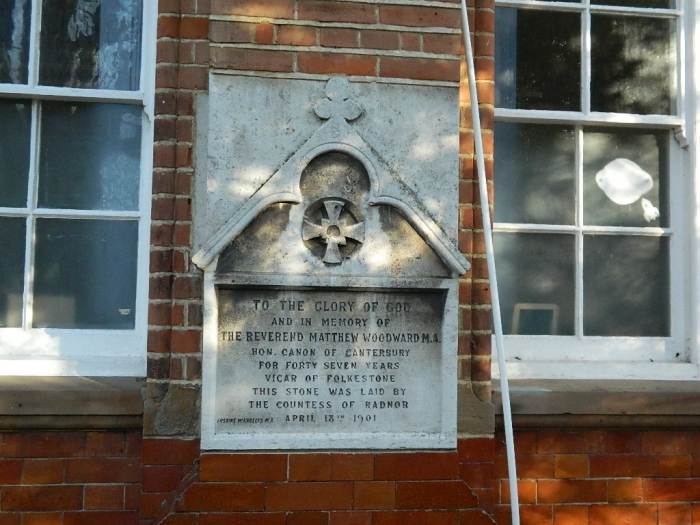 TO THE GLORY OF GOD
AND IN MEMORY OF
THE REVEREND MATTHEW WOODWARD M.A.
HON. CANON OF CANTERBURY
FOR FORTY SEVEN YEARS
VICAR OF FOLKESTONE
THIS STONE WAS LAID BY
THE COUNTESS OF RADNOR
APRIL 18TH 1901